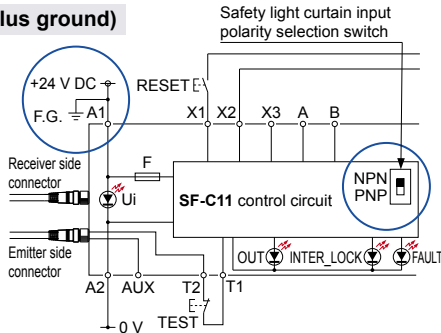 lus ground)
Safety light curtain input
polarity selection switch
+24 V DC
RESET
F.G.
A1
X1
X2
X3
A
B
Receiver side
connector
F
Ui
SF-C11 control circuit
NPN
PNP
Emitter side
connector
OUT
INTER_LOCK
FAULT
A2
AUX
T2
T1
TEST
0 V